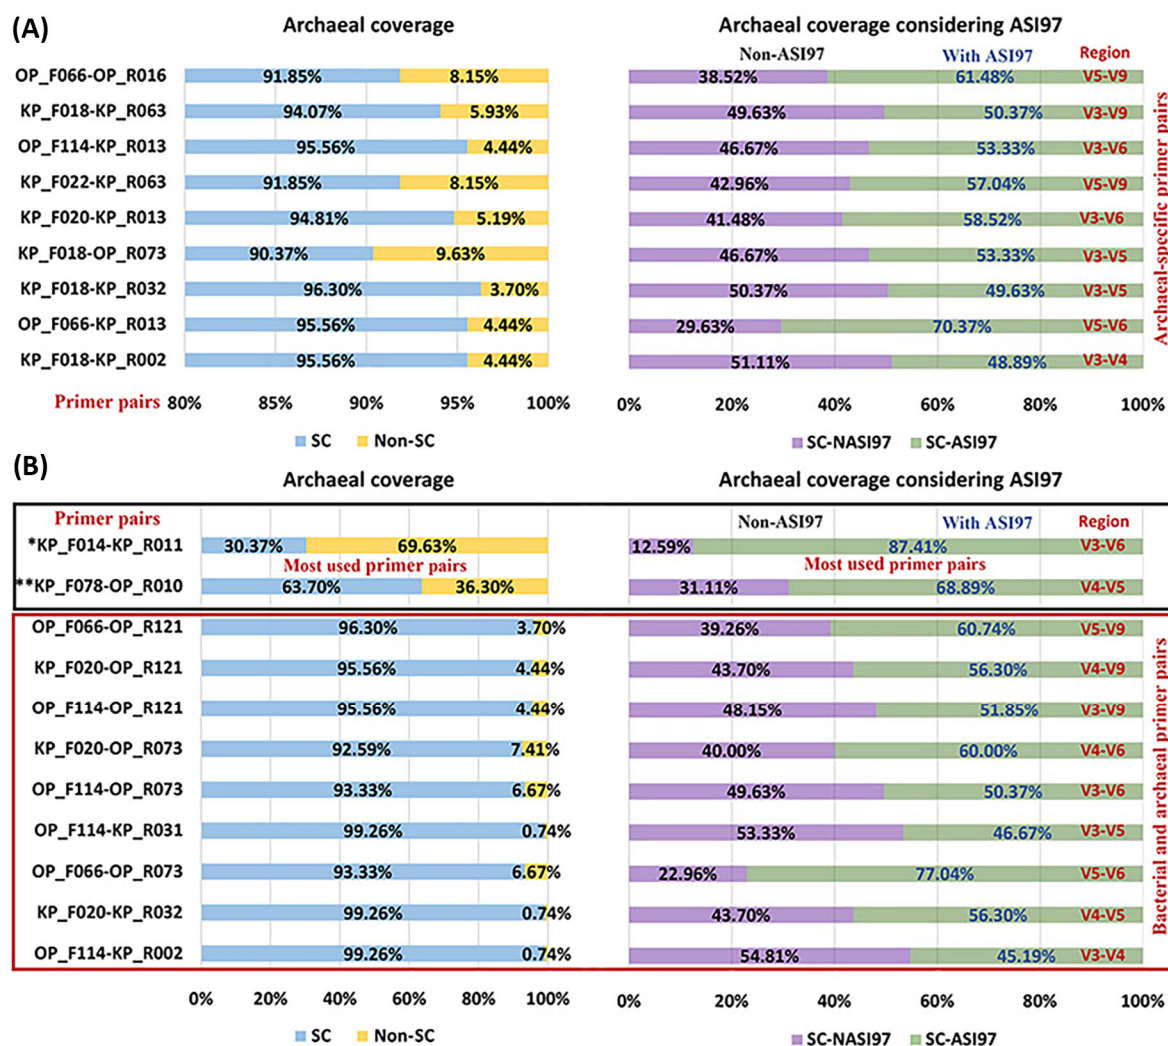 (A)
Archaeal coverage
Archaeal coverage considering ASI97
Non-ASI97 With ASI97 Region
OP_F066-OP_R016 91.85% 8.15% 38.52% 61.48% V5-V9
KP_F018-KP_R063 94.07% 5.93% 49.63% 50.37% V3-V9
OP_F114-KP_R013 95.56% 4.44% 46.67% 53.33% V3-V6
KP_F022-KP_R063 91.85% 8.15% 42.96% 57.04% V5-V9
KP_F020-KP_R013 94.81% 5.19% 41.48% 58.52% V3-V6
KP_F018-OP_R073 90.37% 9.63% 46.67% 53.33% V3-V5
KP_F018-KP_R032 96.30% 3.70% 50.37% 49.63% V3-V5
OP_F066-KP_R013 95.56% 4.44% 29.63% 70.37% V5-V6
KP_F018-KP_R002 95.56% 4.44% 51.11% 48.89% V3-V4
Archaeal-specific primer pairs
Primer pairs 80% 85% 90% 95% 100% 0% 20% 40% 60% 80% 100%
SC Non-SC SC-NASI97 SC-ASI97
(B)
Archaeal coverage
Archaeal coverage considering ASI97
Primer pairs Non-ASI97 With ASI97 Region
*KP_F014-KP_R011 30.37% 69.63% 12.59% 87.41% V3-V6
Most used primer pairs Most used primer pairs
**KP_F078-OP_R010 63.70% 36.30% 31.11% 68.89% V4-V5
OP_F066-OP_R121 96.30% 3.70% 39.26% 60.74% V5-V9
KP_F020-OP_R121 95.56% 4.44% 43.70% 56.30% V4-V9
OP_F114-OP_R121 95.56% 4.44% 48.15% 51.85% V3-V9
KP_F020-OP_R073 92.59% 7.41% 40.00% 60.00% V4-V6
OP_F114-OP_R073 93.33% 6.67% 49.63% 50.37% V3-V6
OP_F114-KP_R031 99.26% 0.74% 53.33% 46.67% V3-V5
OP_F066-OP_R073 93.33% 6.67% 22.96% 77.04% V5-V6
KP_F020-KP_R032 99.26% 0.74% 43.70% 56.30% V4-V5
OP_F114-KP_R002 99.26% 0.74% 54.81% 45.19% V3-V4
Bacterial and archaeal primer pairs
0% 20% 40% 60% 80% 100% 0% 20% 40% 60% 80% 100%
SC Non-SC SC-NASI97 SC-ASI97